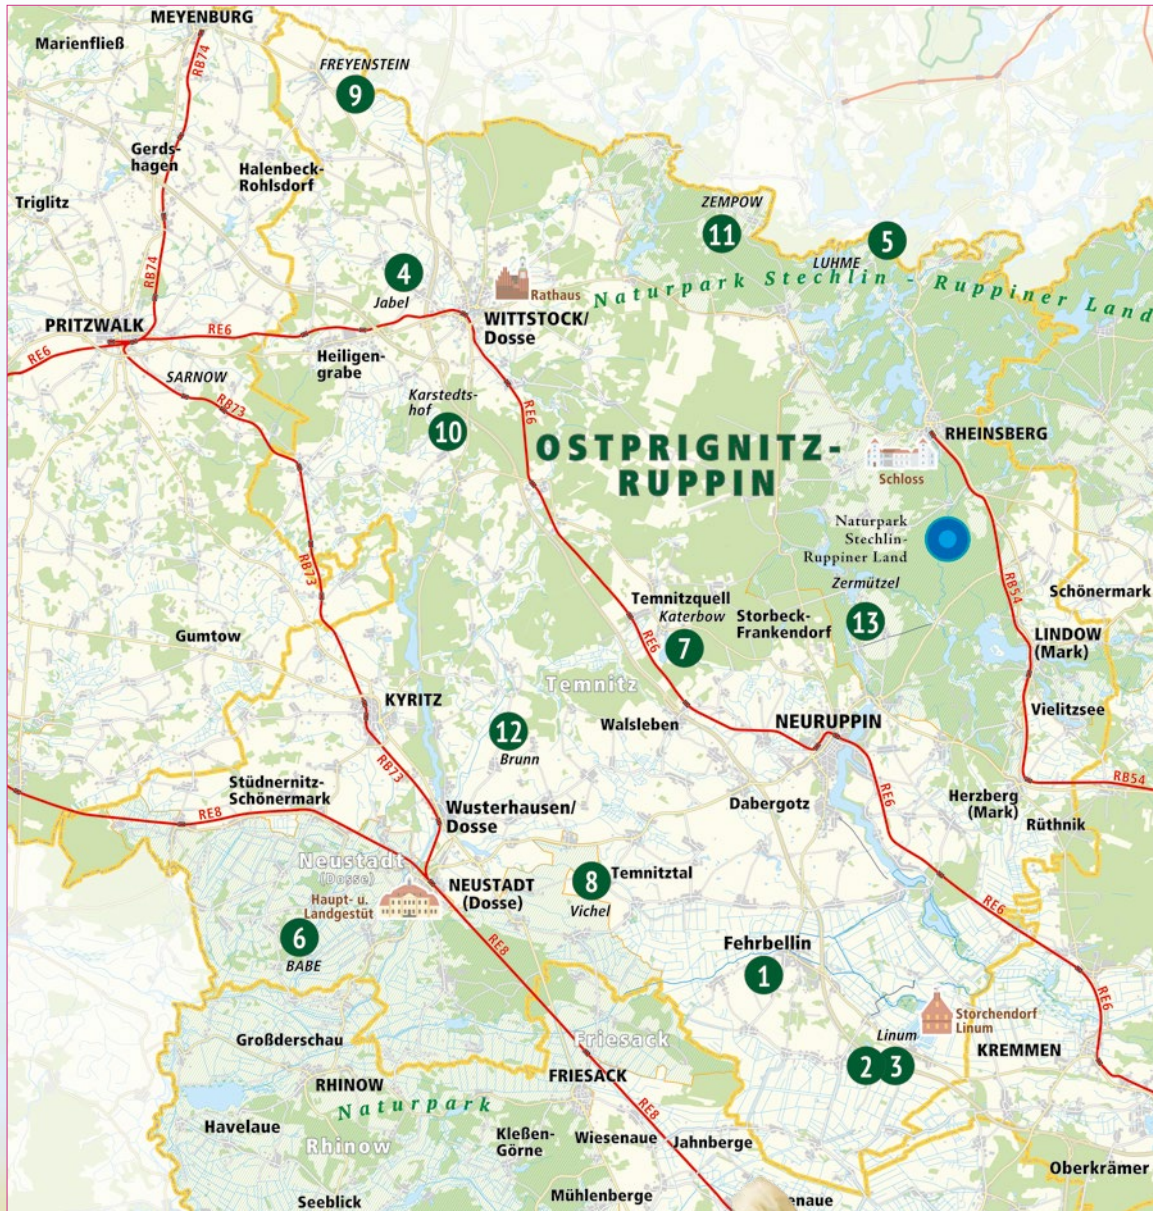 MEYENBURG
Marienfließ
RB74
FREYENSTEIN
9
Gerds-
hagen
Halenbeck-
Rohlsdorf
Triglitz
ZEMPOW
11
5
LUHME
4
Jabel
RB74
Rathaus
Naturpark Stechlin - Ruppiner Land
PRITZWALK
RE6
WITTSTOCK/
Dosse
RE6
Heiligen-
grabe
SARNOW
RB73
Karstedts-
hof
10
RE6
OSTPRIGNITZ-
RUPPIN
RHEINSBERG
Schloss
Naturpark
Stechlin-
Ruppiner Land
Zermützel
RB73
RB54
Schönermark
Temnitzquell
Katerbow
Storbeck-
Frankendorf
13
Gumtow
RE6
7
LINDOW
(Mark)
Temnitz
KYRITZ
Vielitzsee
12
Brunn
Walsleben
NEURUPPIN
RB73
Stüdnernitz-
Schönermark
RB54
RE8
RE6
Wusterhausen/
Dosse
Dabergotz
Herzberg
(Mark)
Rüthnik
Neustadt
(Dosse)
NEUSTADT
(Dosse)
Haupt- u.
Landgestüt
8
Temnitztal
Vichel
RE6
6
BABE
RE8
Fehrbellin
1
RE6
Storchendorf
Linum
Linum
2
3
KREMMEN
Großderschau
Friesack
RHINOW
FRIESACK
Naturpark
Havelaue
RE8
Rhinow
Kleßen-
Görne
Wiesenaue
Jahnberge
Oberkrämer
Seeblick
Mühlenberge
enaue